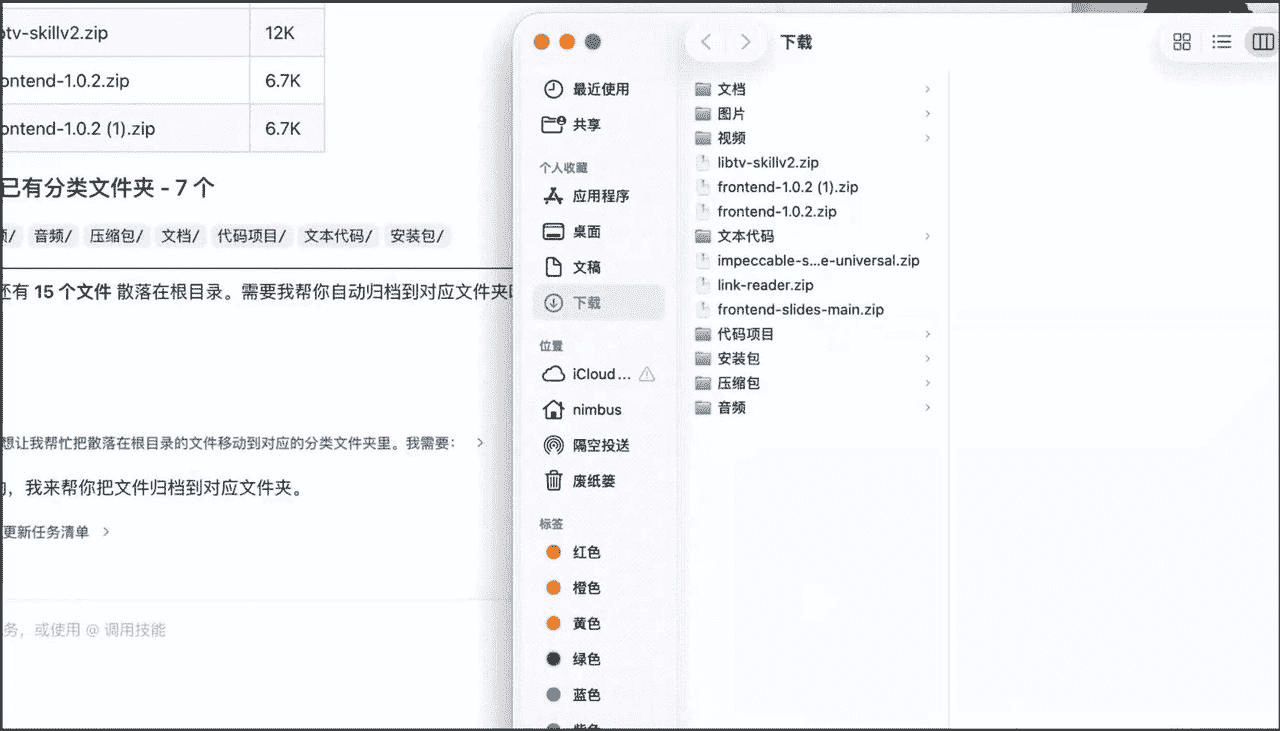 btv-skillv2.zip 12K
ontend-1.0.2.zip 6.7K
ontend-1.0.2 (1).zip 6.7K
已有分类文件夹 - 7 个
/ 音频/ 压缩包/ 文档/ 代码项目/ 文本代码/ 安装包/
还有 15 个文件 散落在根目录。需要我帮你自动归档到对应文件夹
想让我帮忙把散落在根目录的文件移动到对应的分类文件夹里。我需要:
,我来帮你把文件归档到对应文件夹。
更新任务清单
务，或使用 @ 调用技能
下载
最近使用
共享
个人收藏
应用程序
桌面
文稿
下载
位置
iCloud…
nimbus
隔空投送
废纸篓
标签
红色
橙色
黄色
绿色
蓝色
紫色
文档
图片
视频
libtv-skillv2.zip
frontend-1.0.2 (1).zip
frontend-1.0.2.zip
文本代码
impeccable-s...e-universal.zip
link-reader.zip
frontend-slides-main.zip
代码项目
安装包
压缩包
音频